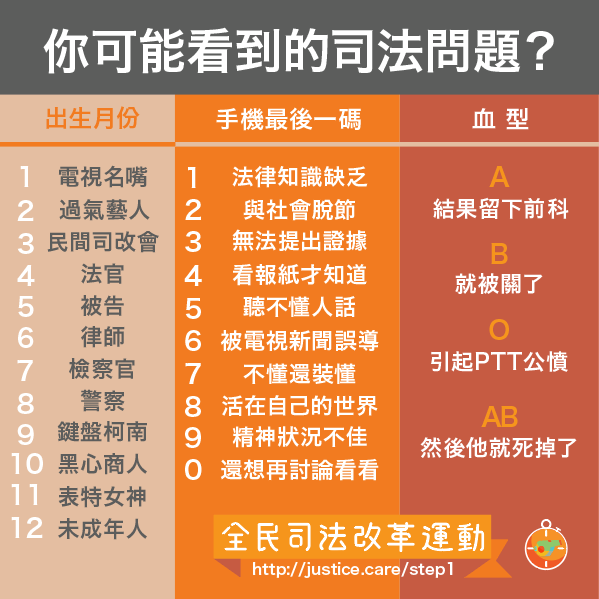 你可能看到的司法問題？
出生月份
1 電視名嘴
2 過氣藝人
3 民間司改會
4 法官
5 被告
6 律師
7 檢察官
8 警察
9 鍵盤柯南
10 黑心商人
11 表特女神
12 未成年人
手機最後一碼
1 法律知識缺乏
2 與社會脫節
3 無法提出證據
4 看報紙才知道
5 聽不懂人話
6 被電視新聞誤導
7 不懂還裝懂
8 活在自己的世界
9 精神狀況不佳
0 還想再討論看看
血型
A
結果留下前科
B
就被關了
O
引起PTT公憤
AB
然後他就死掉了
全民司法改革運動
http://justice.care/step1